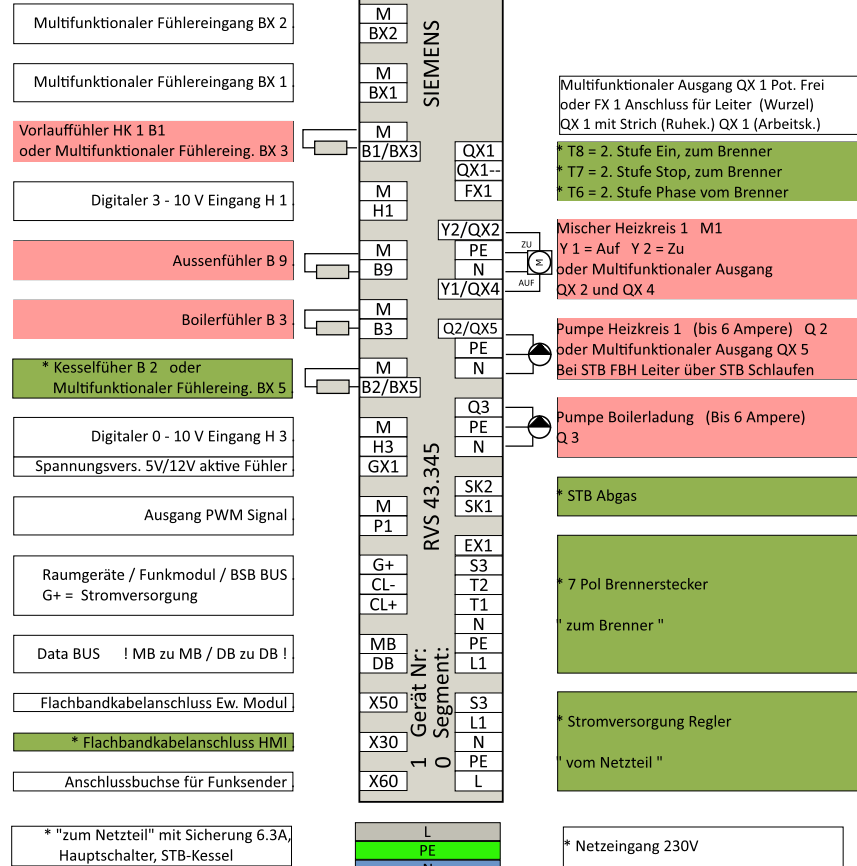 Multifunktionaler Fühlereingang BX 2 .
Multifunktionaler Fühlereingang BX 1 .
Vorlauffühler HK 1 B1
oder Multifunktionaler Fühlereing. BX 3 .
Digitaler 3 - 10 V Eingang H 1 .
Aussenfühler B 9 .
Boilerfühler B 3 .
* Kesselfüher B 2   oder
Multifunktionaler Fühlereing. BX 5 .
Digitaler 0 - 10 V Eingang H 3 .
Spannungsvers. 5V/12V aktive Fühler .
Ausgang PWM Signal .
Raumgeräte / Funkmodul / BSB BUS .
G+ =  Stromversorgung
Data BUS     ! MB zu MB / DB zu DB ! .
Flachbandkabelanschluss Ew. Modul .
* Flachbandkabelanschluss HMI .
Anschlussbuchse für Funksender .
* "zum Netzteil" mit Sicherung 6.3A,
Hauptschalter, STB-Kessel
M
BX2
M
BX1
M
B1/BX3
M
H1
M
B9
M
B3
M
B2/BX5
M
H3
GX1
M
P1
G+
CL-
CL+
MB
DB
X50
X30
X60
SIEMENS
RVS 43.345
Gerät Nr:
1
Segment:
0
QX1
QX1--
FX1
Y2/QX2
PE
N
Y1/QX4
Q2/QX5
PE
N
Q3
PE
N
SK2
SK1
EX1
S3
T2
T1
N
PE
L1
S3
L1
N
PE
L
ZU
M
AUF
Multifunktionaler Ausgang QX 1 Pot. Frei
oder FX 1 Anschluss für Leiter  (Wurzel)
QX 1 mit Strich (Ruhek.) QX 1 (Arbeitsk.)
* T8 = 2. Stufe Ein, zum Brenner
* T7 = 2. Stufe Stop, zum Brenner
* T6 = 2. Stufe Phase vom Brenner
Mischer Heizkreis 1   M1
Y 1 = Auf   Y 2 = Zu
oder Multifunktionaler Ausgang
QX 2 und QX 4
Pumpe Heizkreis 1   (bis 6 Ampere)   Q 2
oder Multifunktionaler Ausgang QX 5
Bei STB FBH Leiter über STB Schlaufen
Pumpe Boilerladung   (Bis 6 Ampere)
Q 3
* STB Abgas
* 7 Pol Brennerstecker
" zum Brenner "
* Stromversorgung Regler
" vom Netzteil "
L
PE
* Netzeingang 230V